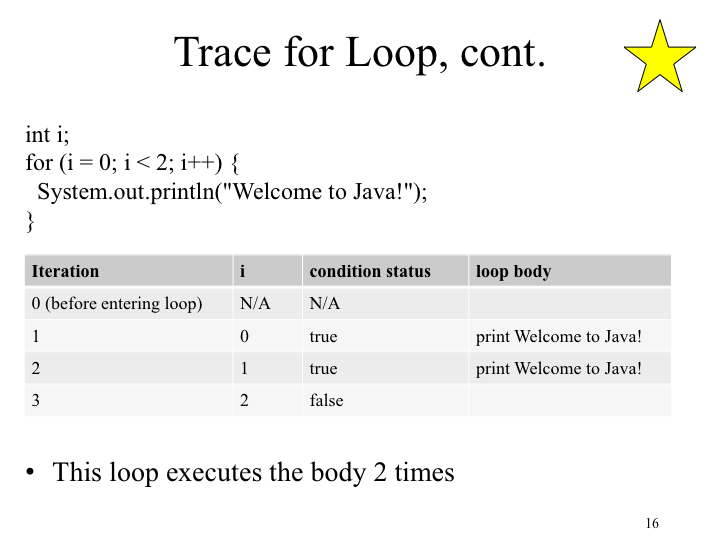 Trace for Loop, cont.
int i;
for (i = 0; i < 2; i++) {
  System.out.println("Welcome to Java!");
}
Iteration i condition status loop body
0 (before entering loop) N/A N/A
1 0 true print Welcome to Java!
2 1 true print Welcome to Java!
3 2 false
• This loop executes the body 2 times
16